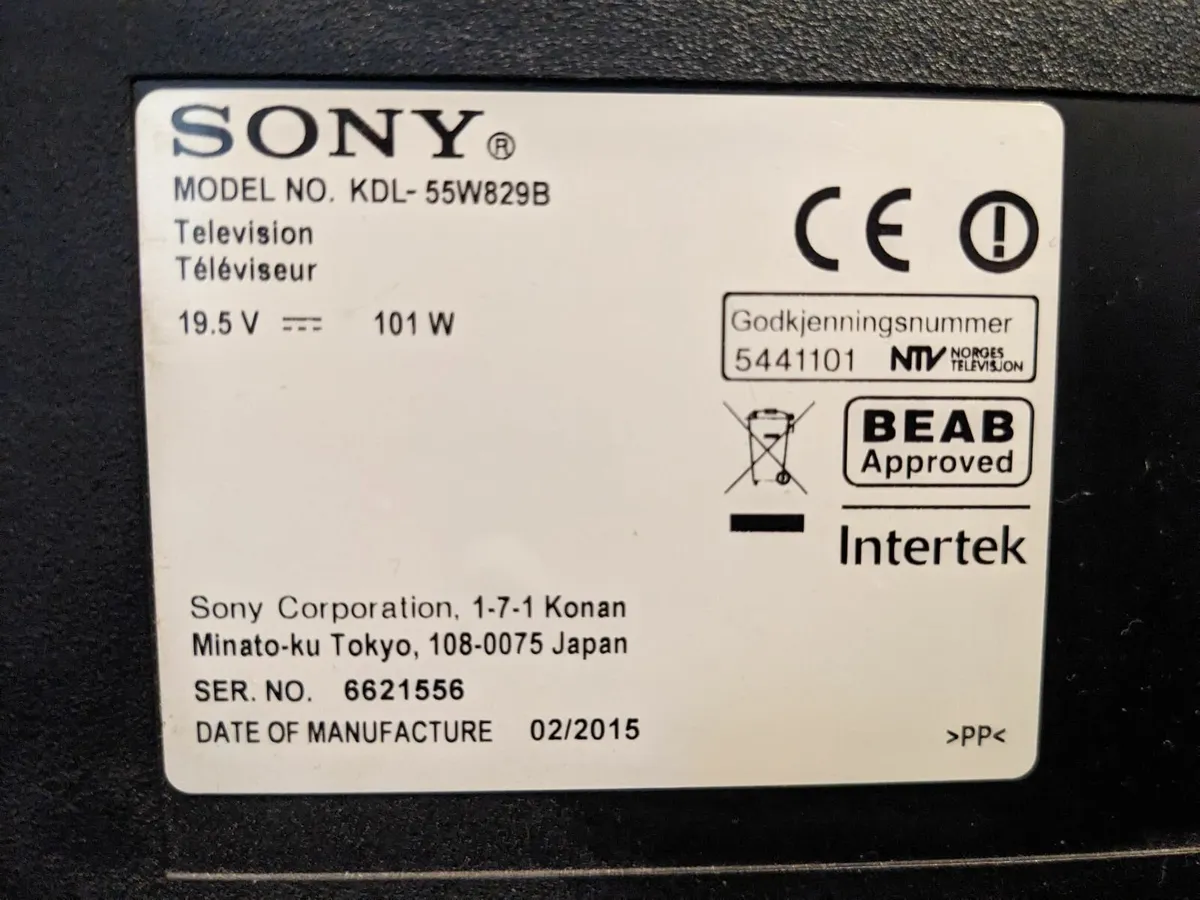 SONY®
MODEL NO. KDL- 55W829B
Television
Téléviseur
19.5 V ⎓ 101 W
CE
Godkjenningsnummer
5441101 NTV NORGES
TELEVISJON
BEAB
Approved
Intertek
Sony Corporation, 1-7-1 Konan
Minato-ku Tokyo, 108-0075 Japan
SER. NO. 6621556
DATE OF MANUFACTURE 02/2015
>PP<